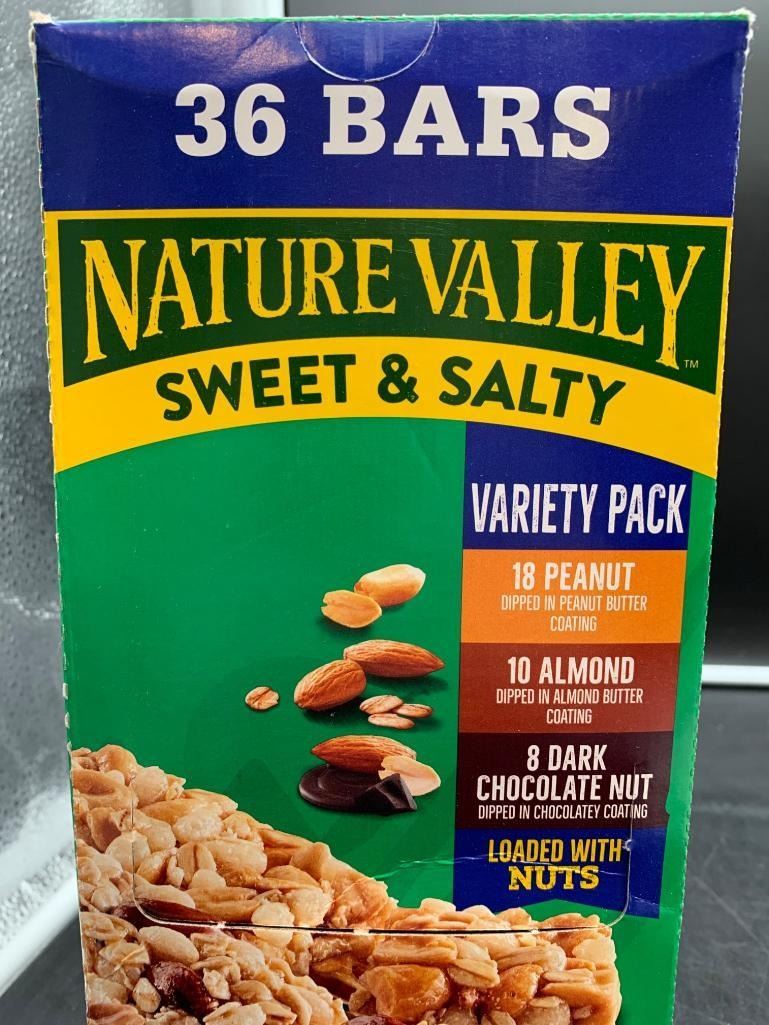 36 BARS
NATURE VALLEY™
SWEET & SALTY
VARIETY PACK
18 PEANUT
DIPPED IN PEANUT BUTTER
COATING
10 ALMOND
DIPPED IN ALMOND BUTTER
COATING
8 DARK
CHOCOLATE NUT
DIPPED IN CHOCOLATEY COATING
LOADED WITH
NUTS